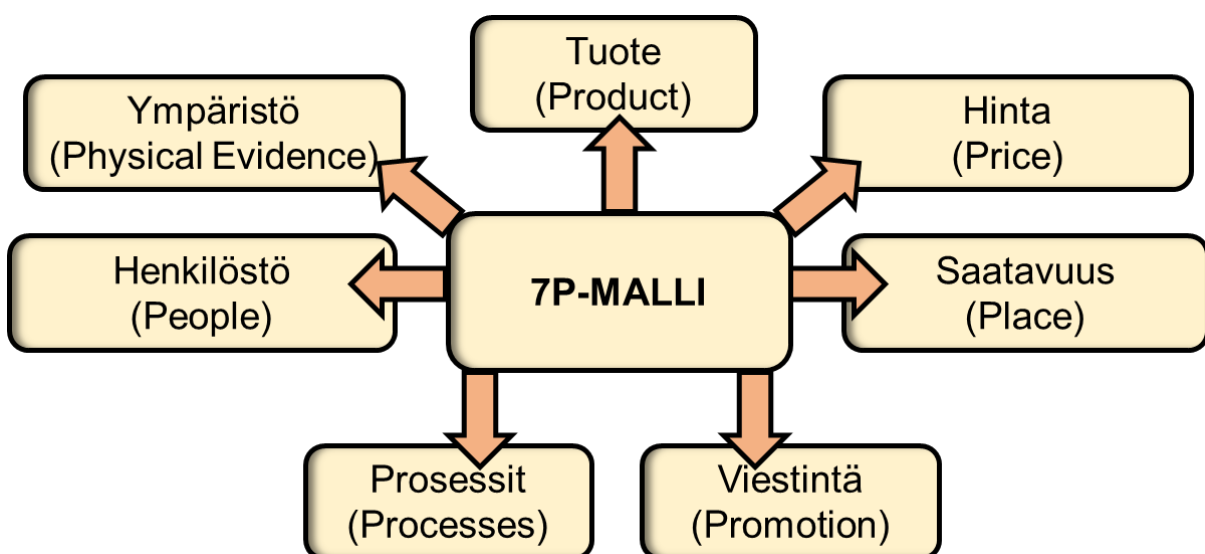 Tuote
(Product)
Ympäristö
(Physical Evidence)
Hinta
(Price)
Henkilöstö
(People)
7P-MALLI
Saatavuus
(Place)
Prosessit
(Processes)
Viestintä
(Promotion)